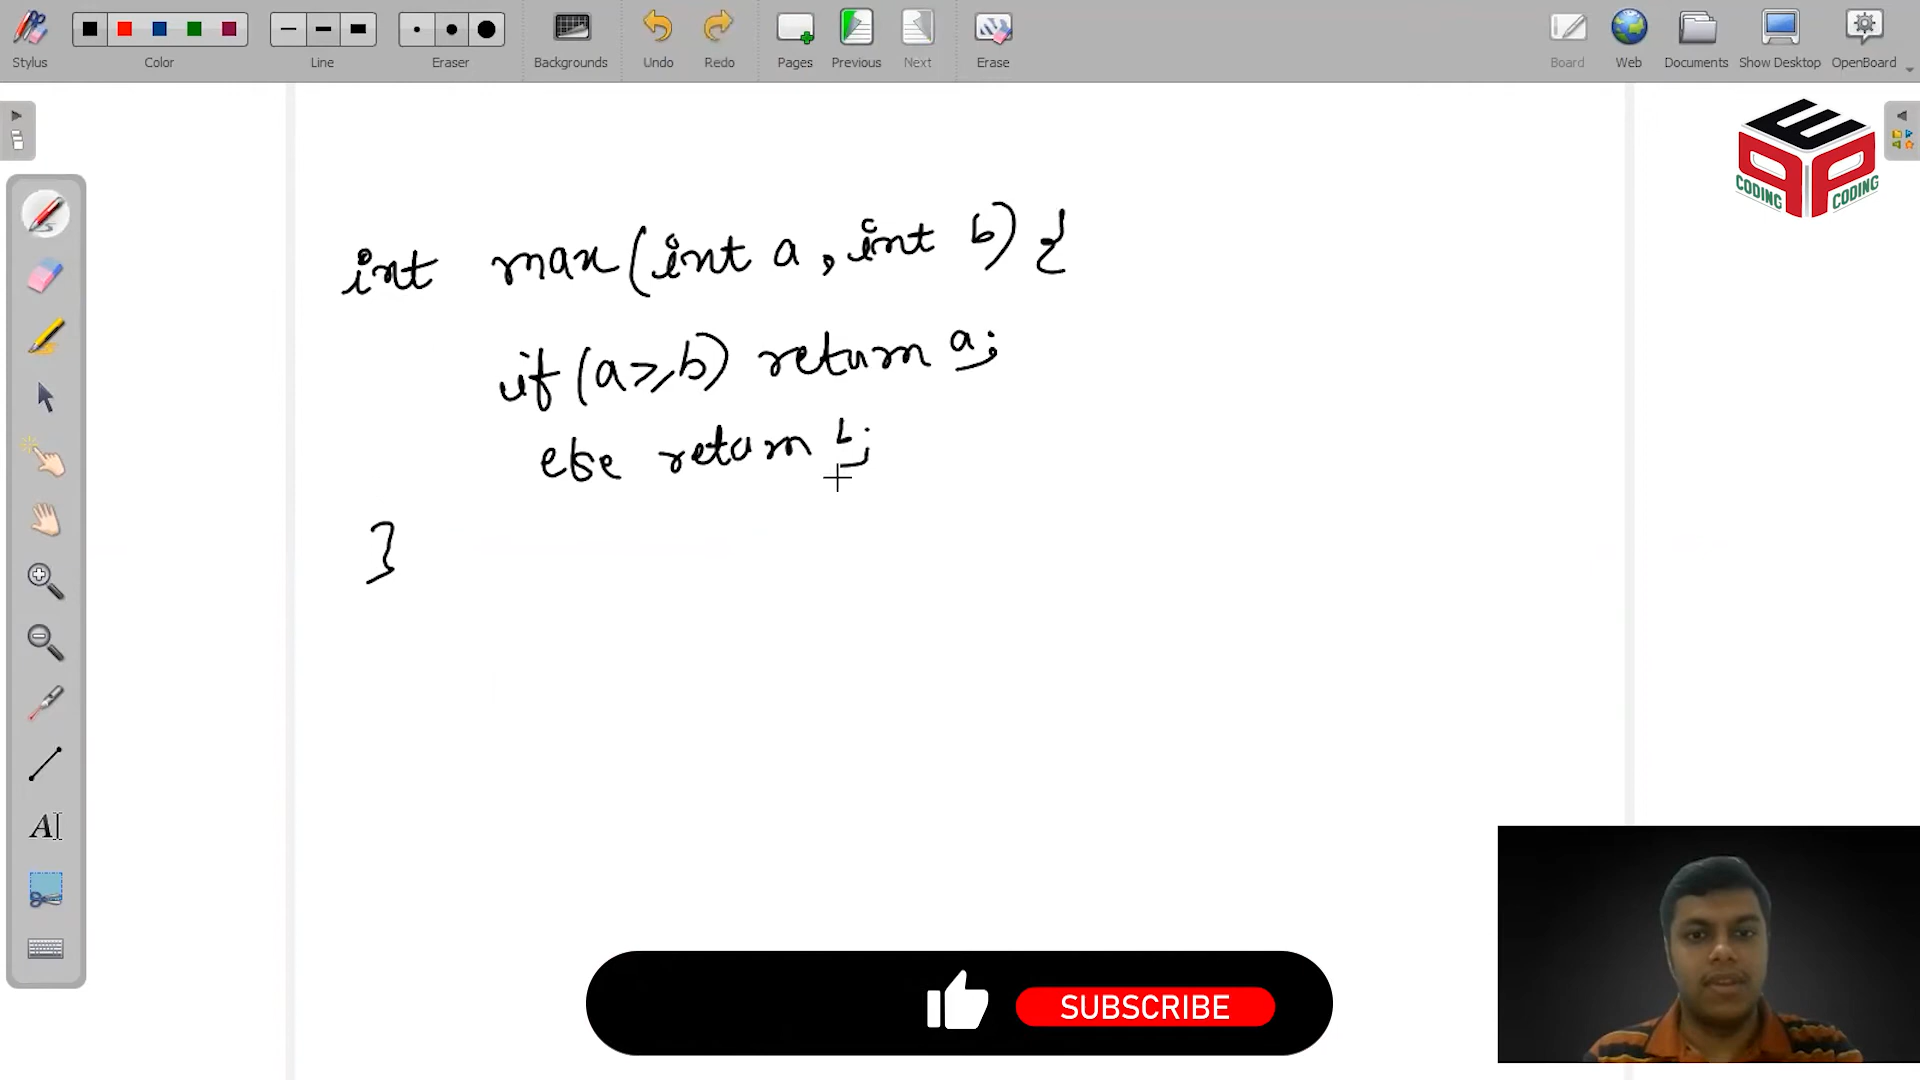 Stylus
Color
Line
Eraser
Backgrounds
Undo
Redo
Pages
Previous
Next
Erase
Board
Web
Documents
Show Desktop
OpenBoard
PEP
CODING CODING
int max(int a, int b) {
if (a>=b) return a;
else return b;
}
A
SUBSCRIBE